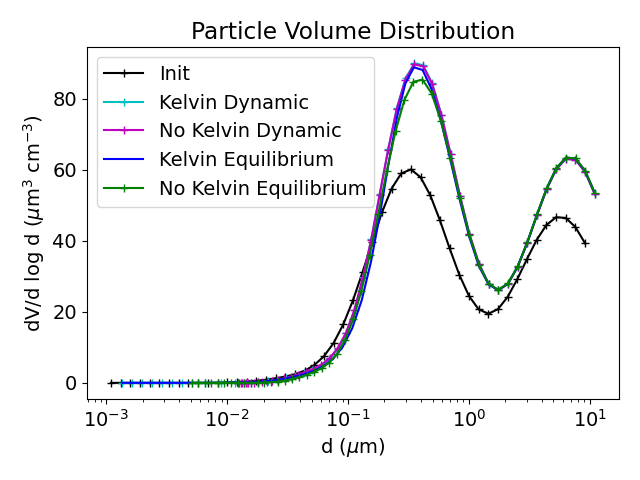 Particle Volume Distribution
Init
Kelvin Dynamic
No Kelvin Dynamic
Kelvin Equilibrium
No Kelvin Equilibrium
dV/d log d (μm³ cm⁻³)
80
60
40
20
0
10⁻³ 10⁻² 10⁻¹ 10⁰ 10¹
d (μm)